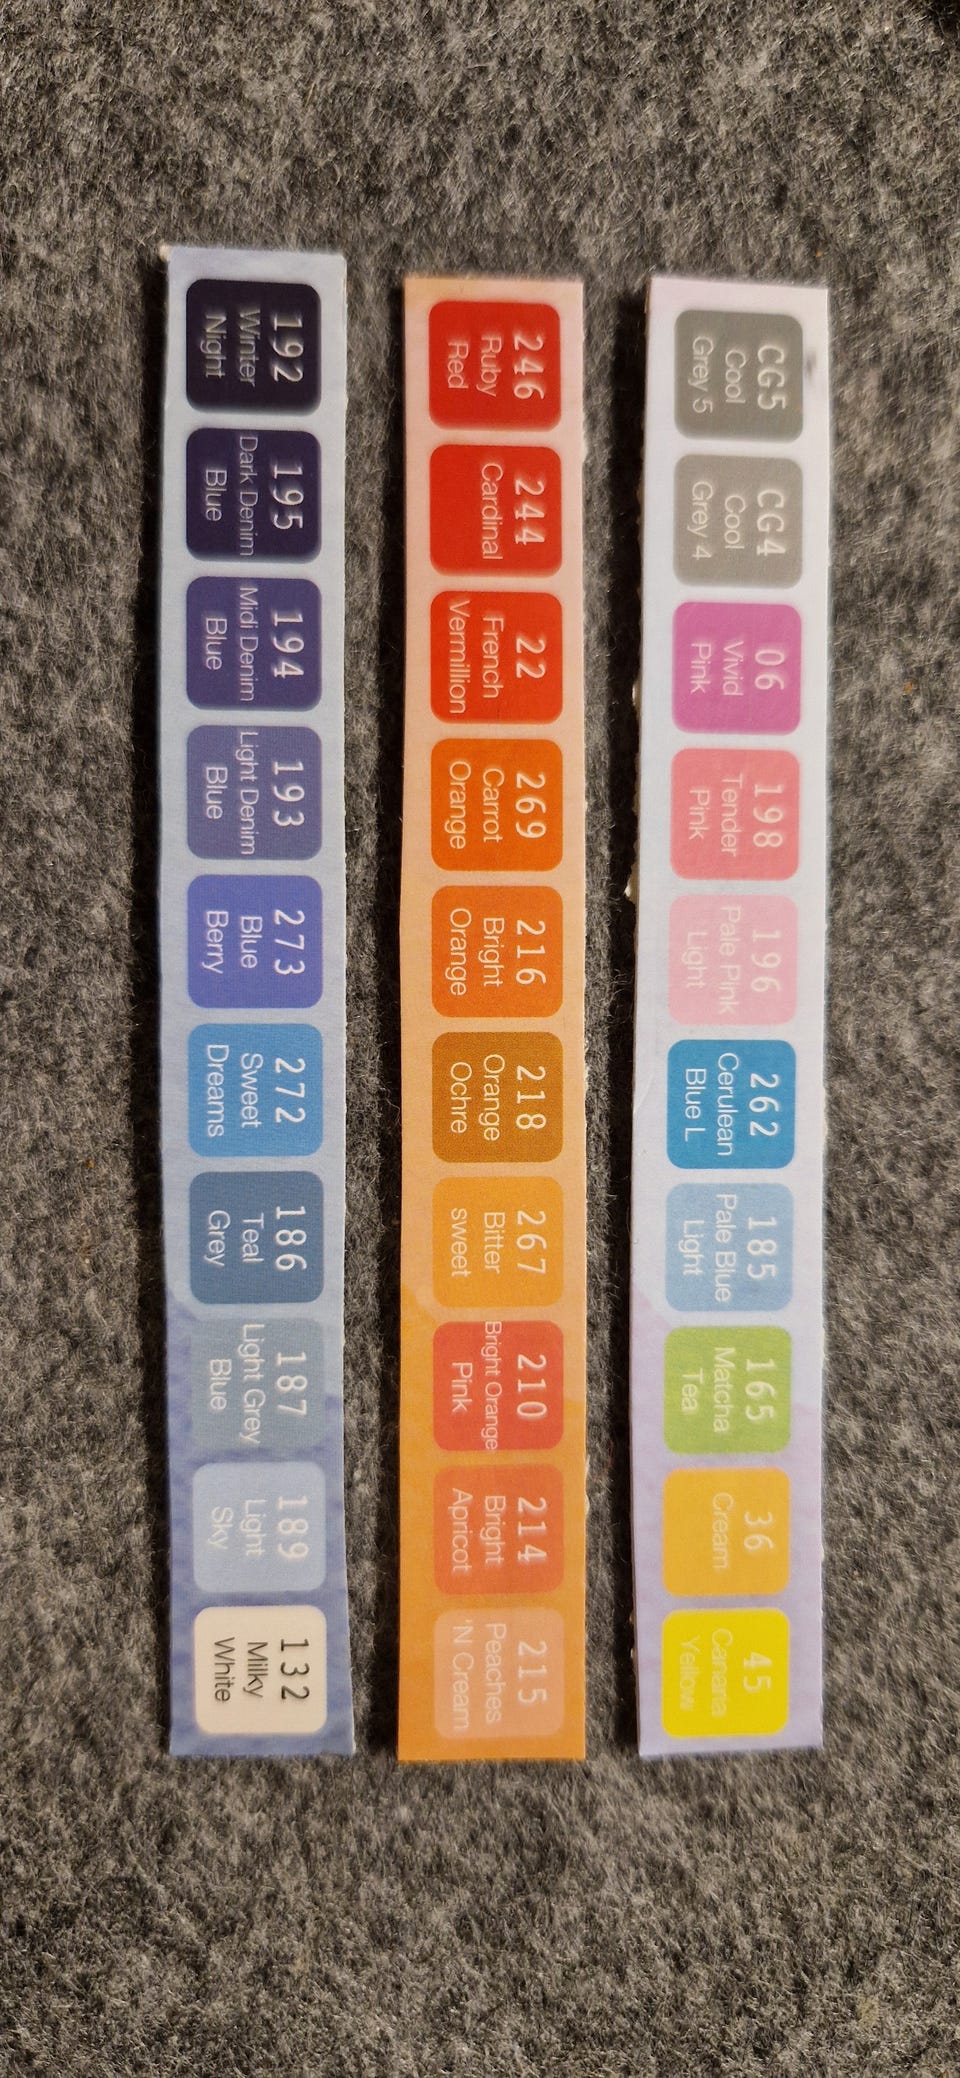 CG5
Cool
Grey 5
CG4
Cool
Grey 4
06
Vivid
Pink
198
Tender
Pink
196
Pale Pink
Light
262
Cerulean
Blue L
185
Pale Blue
Light
165
Matcha
Tea
36
Cream
45
Canaria
Yellow
246
Ruby
Red
244
Cardinal
22
French
Vermillion
269
Carrot
Orange
216
Bright
Orange
218
Orange
Ochre
267
Bitter
sweet
210
Bright Orange
Pink
214
Bright
Apricot
215
Peaches
'N Cream
192
Winter
Night
195
Dark Denim
Blue
194
Midi Denim
Blue
193
Light Denim
Blue
273
Blue
Berry
272
Sweet
Dreams
186
Teal
Grey
187
Light Grey
Blue
189
Light
Sky
132
Milky
White